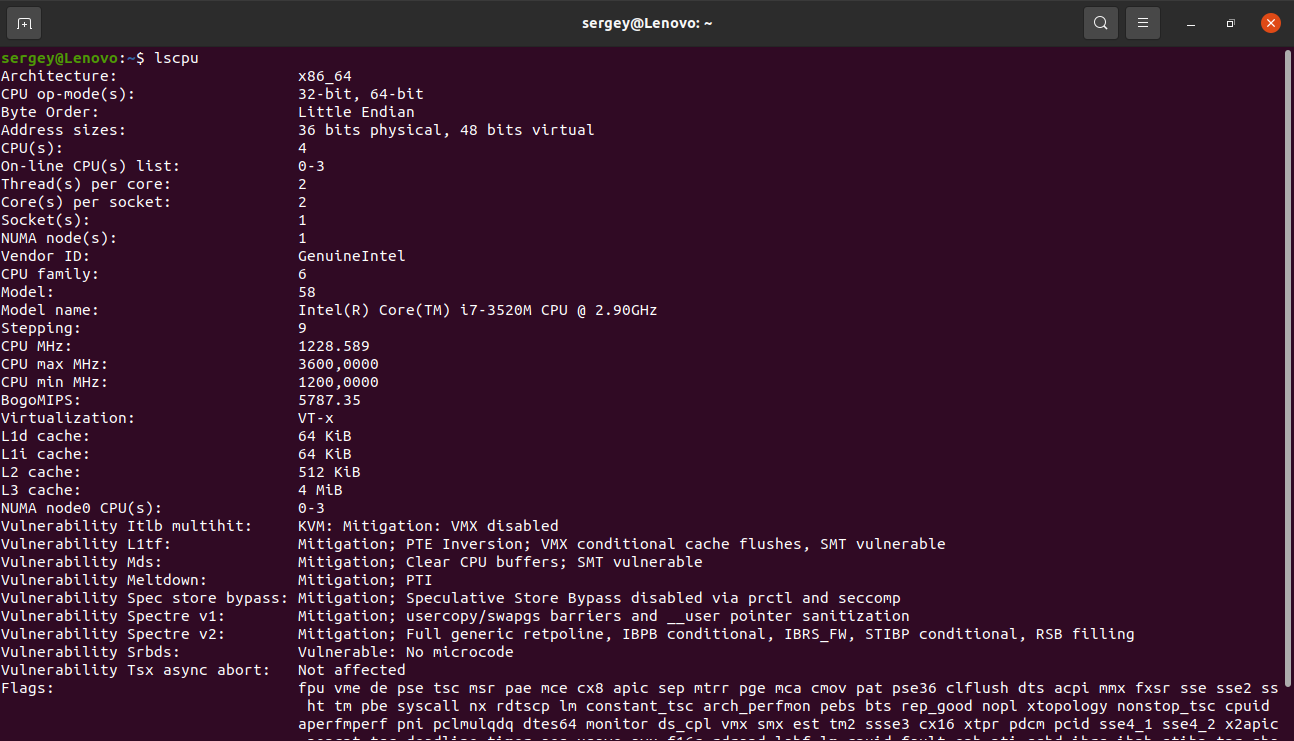 sergey@Lenovo: ~
sergey@Lenovo:~$ lscpu
Architecture: x86_64
CPU op-mode(s): 32-bit, 64-bit
Byte Order: Little Endian
Address sizes: 36 bits physical, 48 bits virtual
CPU(s): 4
On-line CPU(s) list: 0-3
Thread(s) per core: 2
Core(s) per socket: 2
Socket(s): 1
NUMA node(s): 1
Vendor ID: GenuineIntel
CPU family: 6
Model: 58
Model name: Intel(R) Core(TM) i7-3520M CPU @ 2.90GHz
Stepping: 9
CPU MHz: 1228.589
CPU max MHz: 3600,0000
CPU min MHz: 1200,0000
BogoMIPS: 5787.35
Virtualization: VT-x
L1d cache: 64 KiB
L1i cache: 64 KiB
L2 cache: 512 KiB
L3 cache: 4 MiB
NUMA node0 CPU(s): 0-3
Vulnerability Itlb multihit: KVM: Mitigation: VMX disabled
Vulnerability L1tf: Mitigation; PTE Inversion; VMX conditional cache flushes, SMT vulnerable
Vulnerability Mds: Mitigation; Clear CPU buffers; SMT vulnerable
Vulnerability Meltdown: Mitigation; PTI
Vulnerability Spec store bypass: Mitigation; Speculative Store Bypass disabled via prctl and seccomp
Vulnerability Spectre v1: Mitigation; usercopy/swapgs barriers and __user pointer sanitization
Vulnerability Spectre v2: Mitigation; Full generic retpoline, IBPB conditional, IBRS_FW, STIBP conditional, RSB filling
Vulnerability Srbds: Vulnerable: No microcode
Vulnerability Tsx async abort: Not affected
Flags: fpu vme de pse tsc msr pae mce cx8 apic sep mtrr pge mca cmov pat pse36 clflush dts acpi mmx fxsr sse sse2 ss
ht tm pbe syscall nx rdtscp lm constant_tsc arch_perfmon pebs bts rep_good nopl xtopology nonstop_tsc cpuid
aperfmperf pni pclmulqdq dtes64 monitor ds_cpl vmx smx est tm2 ssse3 cx16 xtpr pdcm pcid sse4_1 sse4_2 x2apic